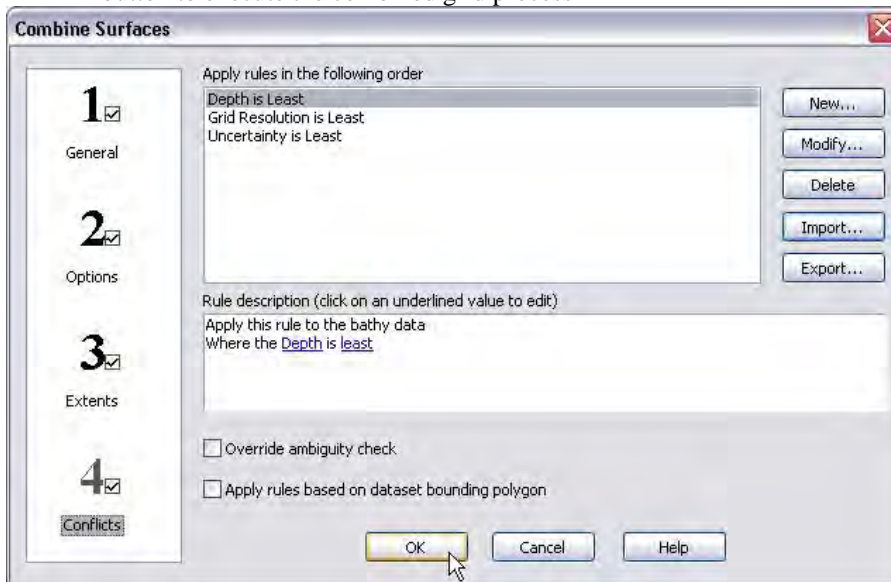 Combine Surfaces
1
General
2
Options
3
Extents
4
Conflicts
Apply rules in the following order
Depth is Least
Grid Resolution is Least
Uncertainty is Least
New...
Modify...
Delete
Import...
Export...
Rule description (click on an underlined value to edit)
Apply this rule to the bathy data
Where the Depth is least
Override ambiguity check
Apply rules based on dataset bounding polygon
OK
Cancel
Help